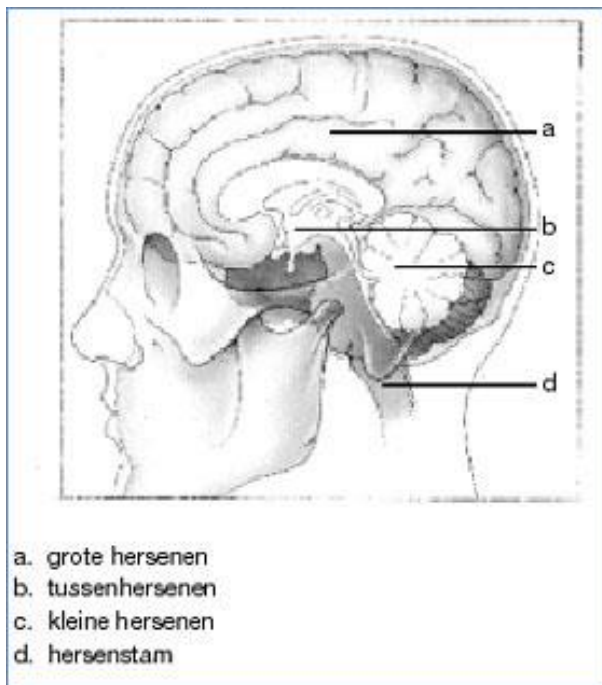 a
b
c
d
a. grote hersenen
b. tussenhersenen
c. kleine hersenen
d. hersenstam